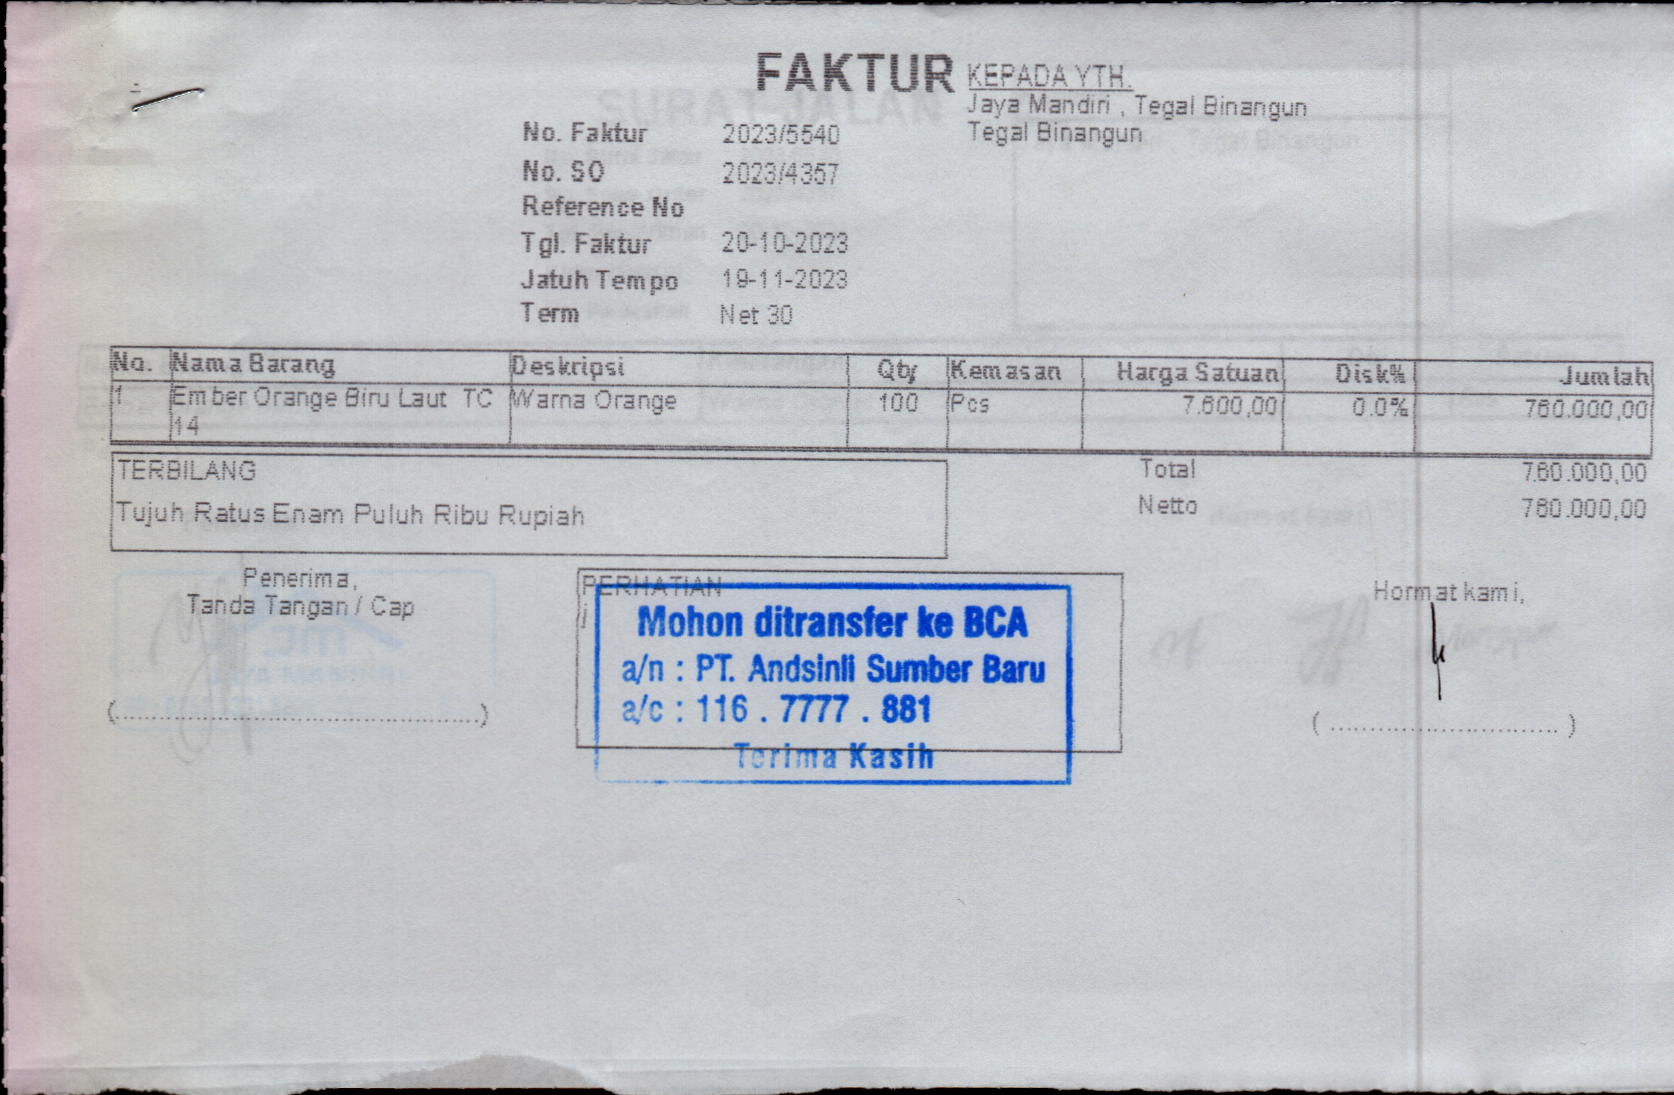 FAKTUR
KEPADA YTH.
Jaya Mandiri , Tegal Binangun
Tegal Binangun
No. Faktur 2023/5540
No. SO 2023/4357
Reference No
Tgl. Faktur 20-10-2023
Jatuh Tempo 19-11-2023
Term Net 30
No. Nama Barang Deskripsi Qty Kemasan Harga Satuan Disk% Jumlah
1 Ember Orange Biru Laut TC Warna Orange 100 Pcs 7.600,00 0.0% 760.000,00
14
TERBILANG Total 760.000,00
Tujuh Ratus Enam Puluh Ribu Rupiah Netto 760.000,00
Penerima,
Tanda Tangan / Cap
PERHATIAN
Mohon ditransfer ke BCA
a/n : PT. Andsinli Sumber Baru
a/c : 116 . 7777 . 881
Terima Kasih
Hormat kami,